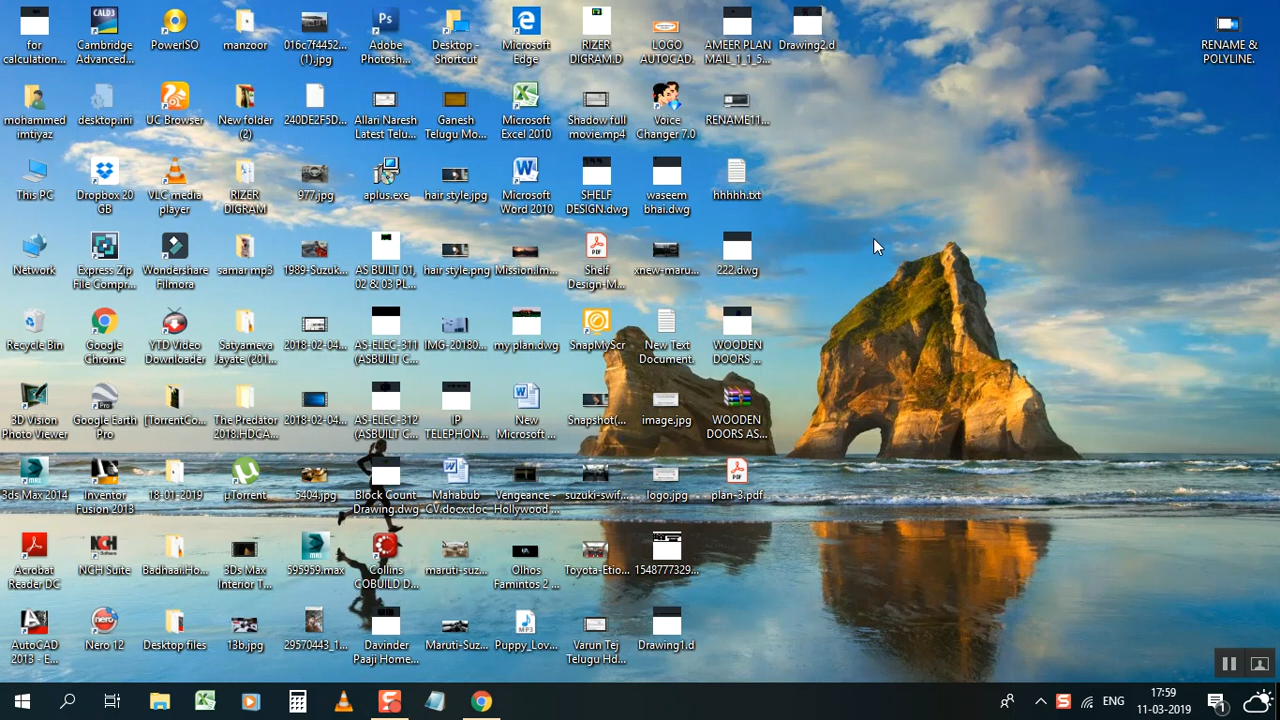 for
calculation...
CALD3
Cambridge
Advanced...
PowerISO
manzoor
016c7f4452...
(1).jpg
Ps
Adobe
Photosh...
Desktop -
Shortcut
Microsoft
Edge
RIZER
DIGRAM.D
LOGO
AUTOCAD.
AMEER PLAN
MAIL_1_1_5...
Drawing2.d
RENAME &
POLYLINE.
mohammed
imtiyaz
desktop.ini
UC Browser
New folder
(2)
240DE2F5D...
Allari Naresh
Latest Telu...
Ganesh
Telugu Mo...
Microsoft
Excel 2010
Shadow full
movie.mp4
Voice
Changer 7.0
RENAME11...
This PC
Dropbox 20
GB
VLC media
player
RIZER
DIGRAM
977.jpg
aplus.exe
hair style.jpg
Microsoft
Word 2010
SHELF
DESIGN.dwg
waseem
bhai.dwg
hhhhh.txt
Network
Express Zip
File Compr...
Wondershare
Filmora
samar mp3
1989-Suzuk...
AS BUILT 01,
02 & 03 PL...
hair style.png
Mission.Im...
PDF
Shelf
Design-M...
xnew-maru...
222.dwg
Recycle Bin
Google
Chrome
YTD Video
Downloader
Satyameva
Jayate (201...
2018-02-04...
AS-ELEC-311
(ASBUILT C...
IMG-20180...
my plan.dwg
SnapMyScr
New Text
Document.
WOODEN
DOORS ...
3D Vision
Photo Viewer
Pro
Google Earth
Pro
[TorrentCo...
The Predator
2018.HDCA...
2018-02-04...
AS-ELEC-312
(ASBUILT C...
IP
TELEPHON...
New
Microsoft ...
Snapshot(...
image.jpg
WOODEN
DOORS AS...
3ds Max 2014
Inventor
Fusion 2013
18-01-2019
µTorrent
5404.jpg
Block Count
Drawing.dwg
Mahabub
CV.docx.doc
Vengeance -
Hollywood ...
suzuki-swif...
logo.jpg
PDF
plan-3.pdf
Acrobat
Reader DC
NCH
NCH Suite
Badhaai.Ho...
3Ds Max
Interior T...
595959.max
Collins
COBUILD D...
maruti-suz...
Olhos
Famintos 2 ...
Toyota-Etio...
1548777329...
AutoCAD
2013 - E...
nero
Nero 12
Desktop files
13b.jpg
29570443_1...
Davinder
Paaji Home...
Maruti-Suz...
MP3
Puppy_Lov...
Varun Tej
Telugu Hd...
Drawing1.d
ENG
17:59
11-03-2019
1